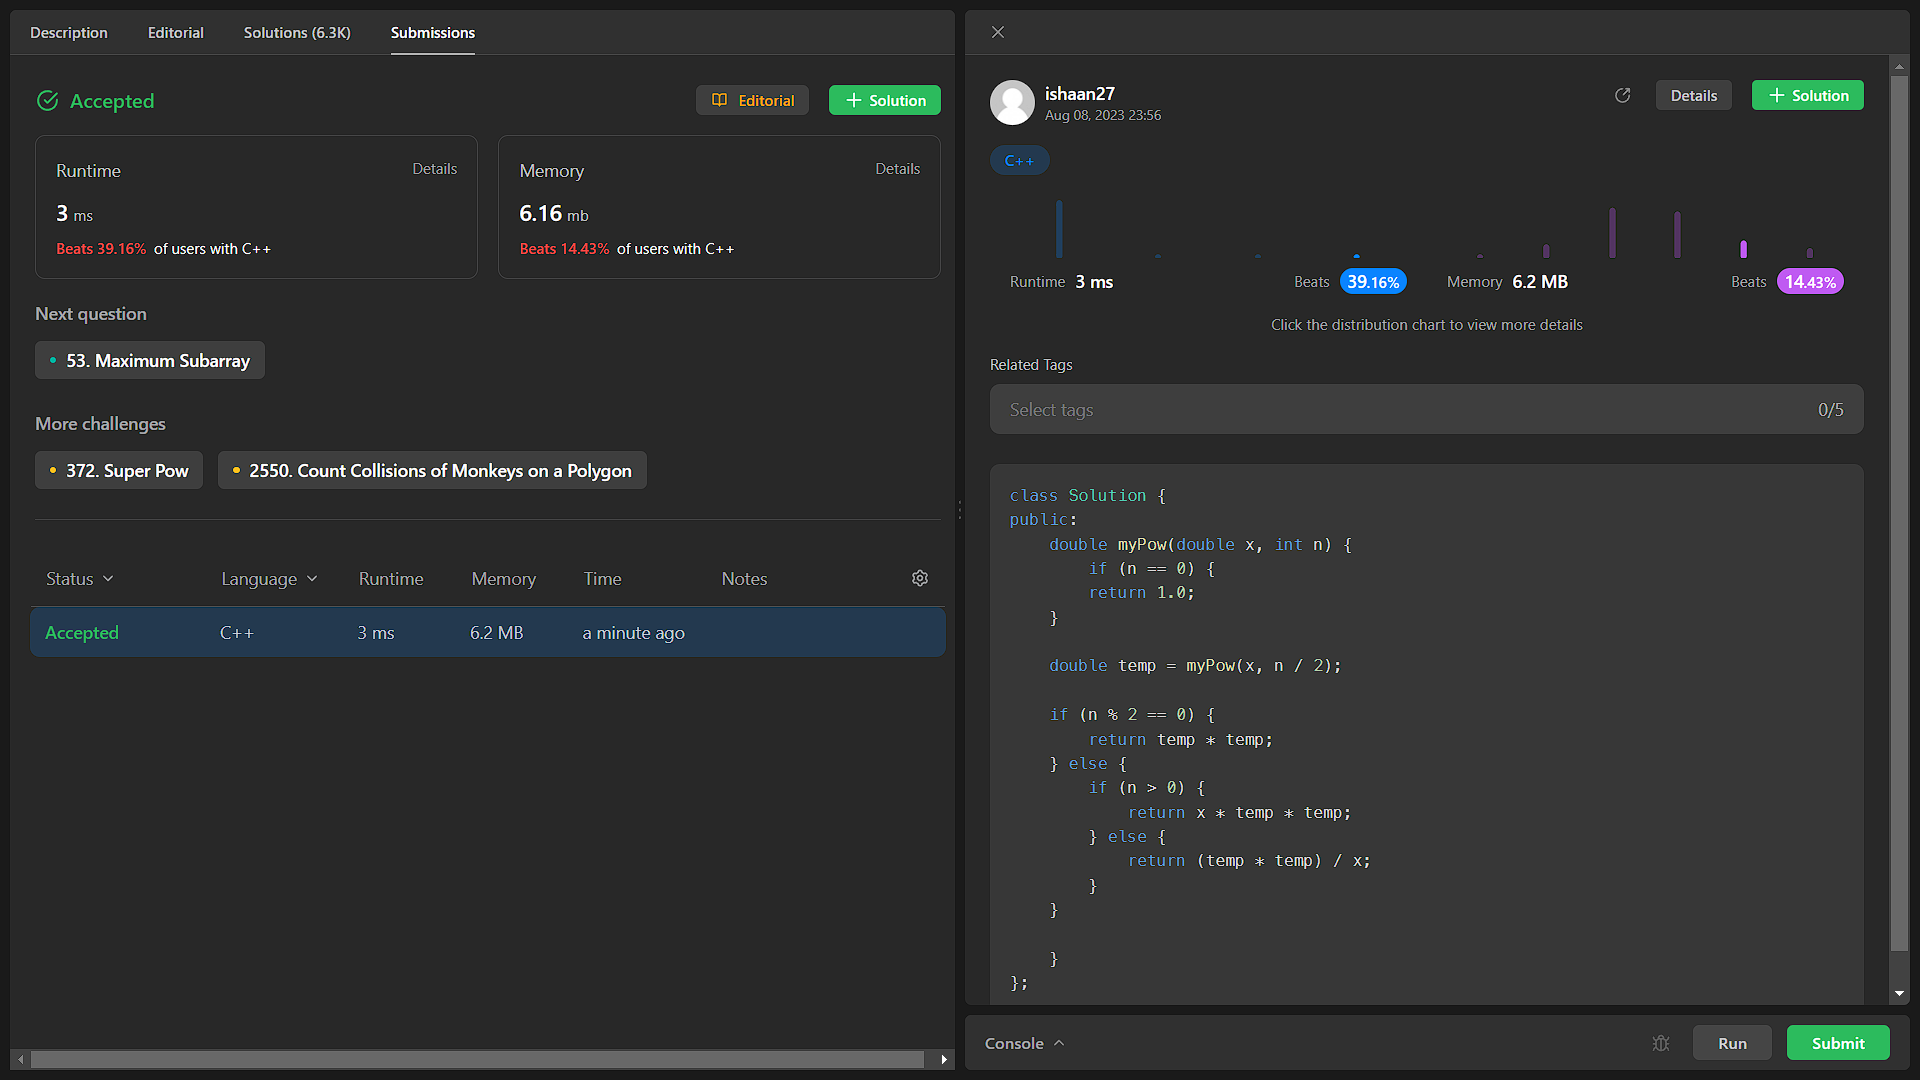 Description Editorial Solutions (6.3K) Submissions
Accepted
Editorial
+ Solution
Runtime Details
3 ms
Beats 39.16% of users with C++
Memory Details
6.16 mb
Beats 14.43% of users with C++
Next question
53. Maximum Subarray
More challenges
372. Super Pow 2550. Count Collisions of Monkeys on a Polygon
Status Language Runtime Memory Time Notes
Accepted C++ 3 ms 6.2 MB a minute ago
ishaan27
Aug 08, 2023 23:56
Details
+ Solution
C++
Runtime 3 ms Beats 39.16% Memory 6.2 MB Beats 14.43%
Click the distribution chart to view more details
Related Tags
Select tags 0/5
class Solution {
public:
    double myPow(double x, int n) {
        if (n == 0) {
        return 1.0;
    }

    double temp = myPow(x, n / 2);

    if (n % 2 == 0) {
        return temp * temp;
    } else {
        if (n > 0) {
            return x * temp * temp;
        } else {
            return (temp * temp) / x;
        }
    }

    }
};
Console Run Submit